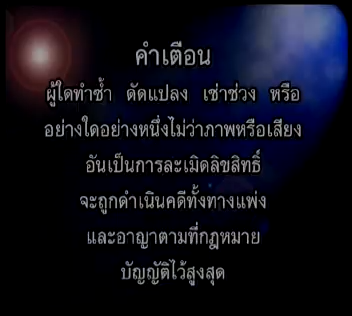 คำเตือน
ผู้ใดทำซ้ำ ดัดแปลง เช่าช่วง หรือ
อย่างใดอย่างหนึ่งไม่ว่าภาพหรือเสียง
อันเป็นการละเมิดลิขสิทธิ์
จะถูกดำเนินคดีทั้งทางแพ่ง
และอาญาตามที่กฎหมาย
บัญญัติไว้สูงสุด